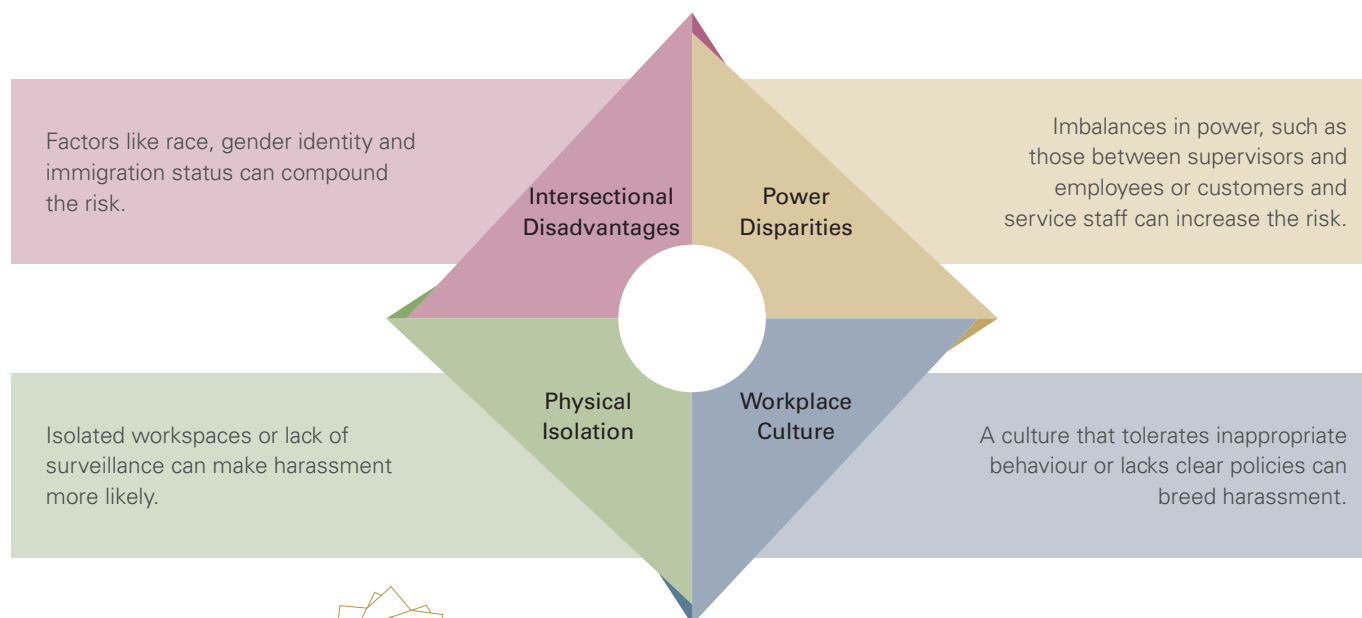 Factors like race, gender identity and
immigration status can compound
the risk.
Intersectional
Disadvantages
Power
Disparities
Imbalances in power, such as
those between supervisors and
employees or customers and
service staff can increase the risk.
Isolated workspaces or lack of
surveillance can make harassment
more likely.
Physical
Isolation
Workplace
Culture
A culture that tolerates inappropriate
behaviour or lacks clear policies can
breed harassment.